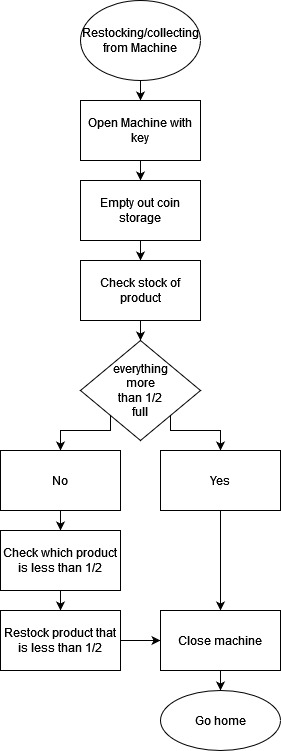 Restocking/collecting
from Machine
Open Machine with
key
Empty out coin
storage
Check stock of
product
everything
more
than 1/2
full
No
Yes
Check which product
is less than 1/2
Restock product that
is less than 1/2
Close machine
Go home